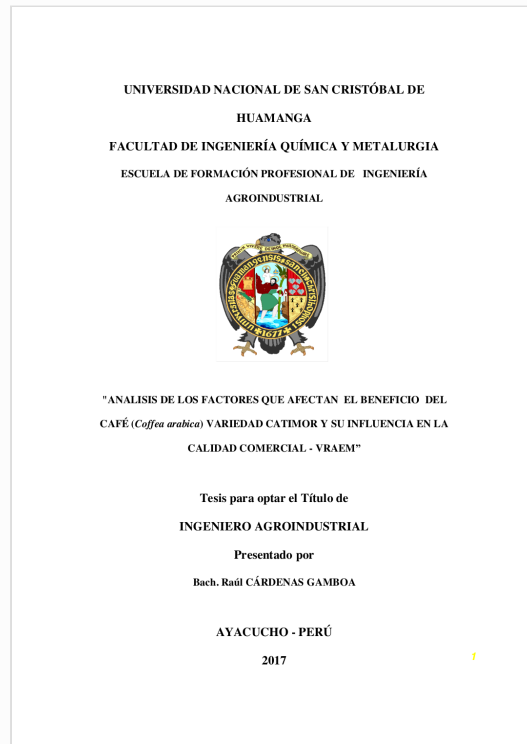 UNIVERSIDAD NACIONAL DE SAN CRISTÓBAL DE
HUAMANGA
FACULTAD DE INGENIERÍA QUÍMICA Y METALURGIA
ESCUELA DE FORMACIÓN PROFESIONAL DE INGENIERÍA
AGROINDUSTRIAL
1677
"ANALISIS DE LOS FACTORES QUE AFECTAN EL BENEFICIO DEL
CAFÉ (Coffea arabica) VARIEDAD CATIMOR Y SU INFLUENCIA EN LA
CALIDAD COMERCIAL - VRAEM”
Tesis para optar el Título de
INGENIERO AGROINDUSTRIAL
Presentado por
Bach. Raúl CÁRDENAS GAMBOA
AYACUCHO - PERÚ
2017